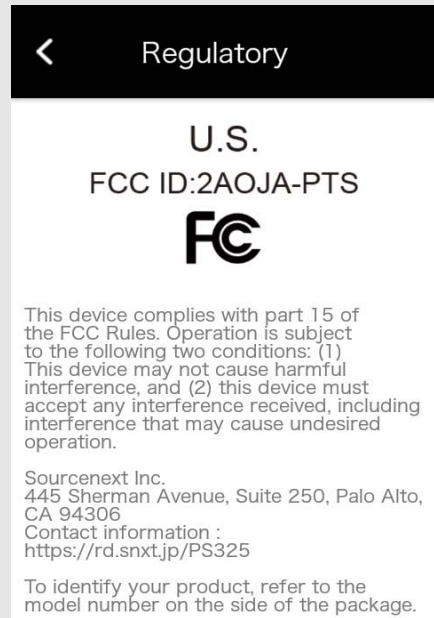 Regulatory
U.S.
FCC ID:2AOJA-PTS
FC
This device complies with part 15 of
the FCC Rules. Operation is subject
to the following two conditions: (1)
This device may not cause harmful
interference, and (2) this device must
accept any interference received, including
interference that may cause undesired
operation.
Sourcenext Inc.
445 Sherman Avenue, Suite 250, Palo Alto,
CA 94306
Contact information :
https://rd.snxt.jp/PS325
To identify your product, refer to the
model number on the side of the package.